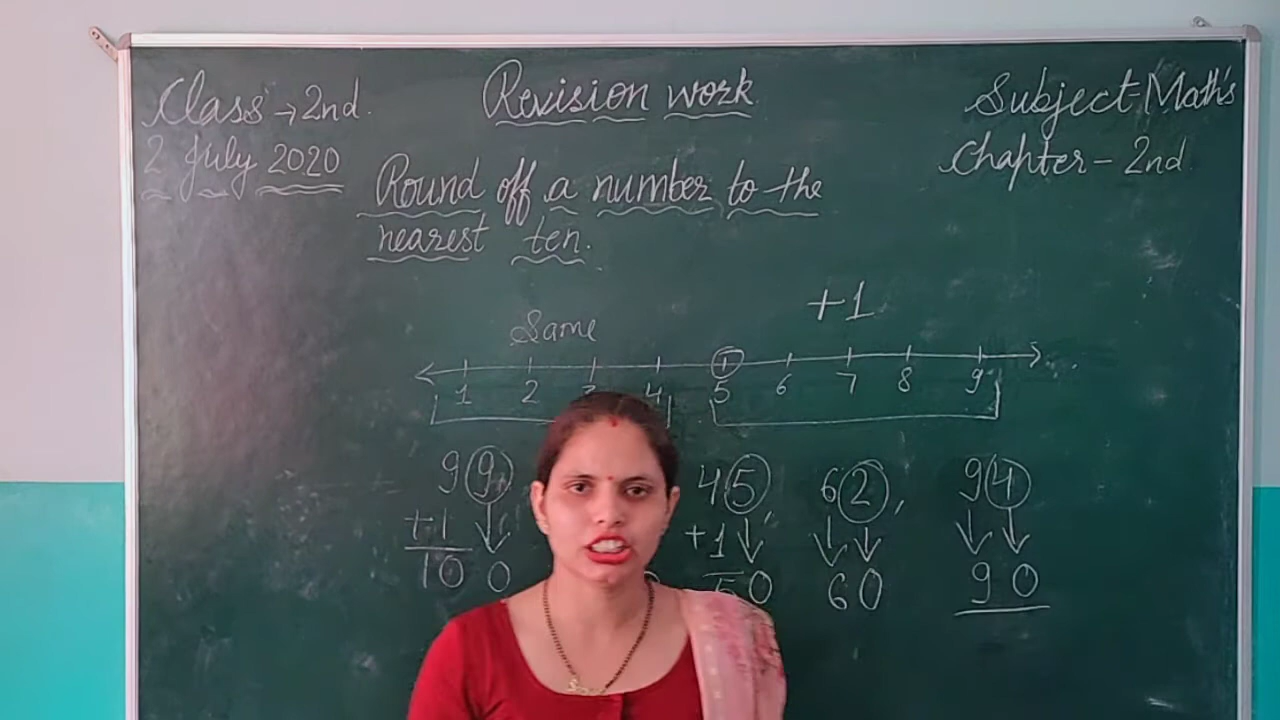 Class → 2nd.
Revision work
Subject-Math's
2 July 2020
Chapter - 2nd
Round off a number to the
nearest ten.
Same
+1
1 2 3 4 5 6 7 8 9
99 45, 62, 94
+1 +1
100 50 60 90